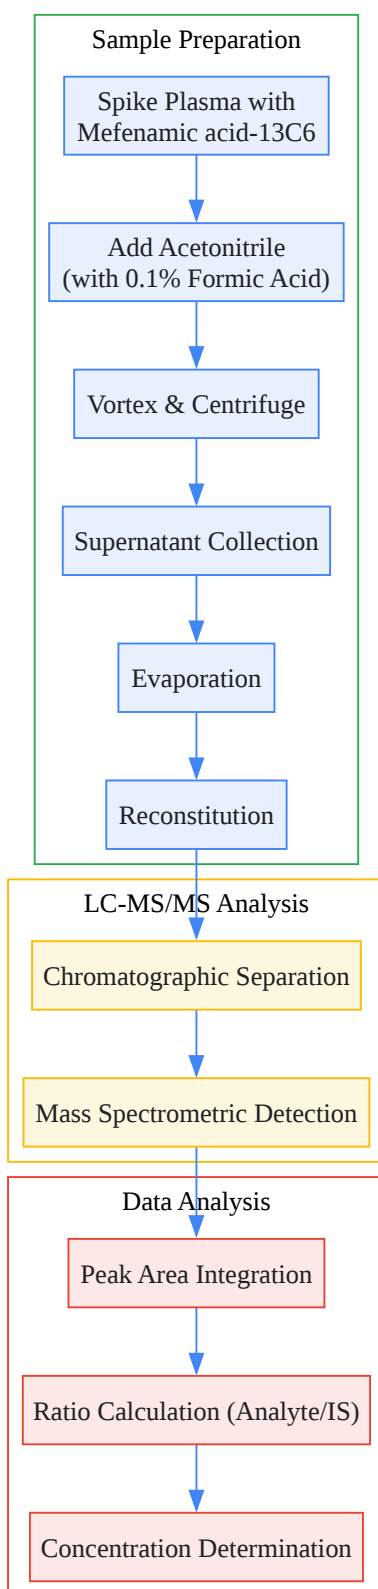 Sample Preparation
Spike Plasma with
Mefenamic acid-13C6
Add Acetonitrile
(with 0.1% Formic Acid)
Vortex & Centrifuge
Supernatant Collection
Evaporation
Reconstitution
LC-MS/MS Analysis
Chromatographic Separation
Mass Spectrometric Detection
Data Analysis
Peak Area Integration
Ratio Calculation (Analyte/IS)
Concentration Determination